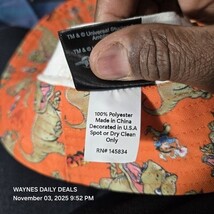 TM & © Universal
100% Polyester
Made in China
Decorated in U.S.A
Spot or Dry Clean
Only
RN# 145834
WAYNES DAILY DEALS
November 03, 2025 9:52 PM